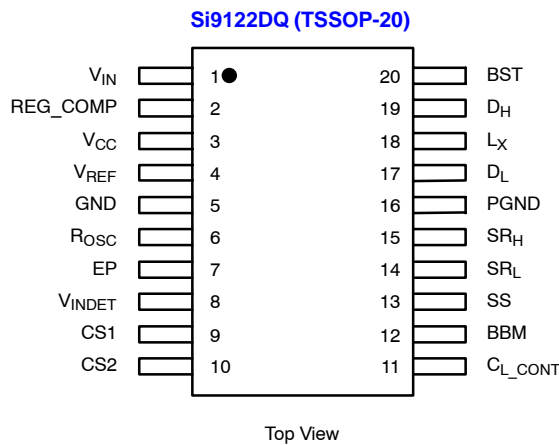 Si9122DQ (TSSOP-20)
VIN 1 20 BST
REG_COMP 2 19 DH
VCC 3 18 LX
VREF 4 17 DL
GND 5 16 PGND
ROSC 6 15 SRH
EP 7 14 SRL
VINDET 8 13 SS
CS1 9 12 BBM
CS2 10 11 CL_CONT
Top View